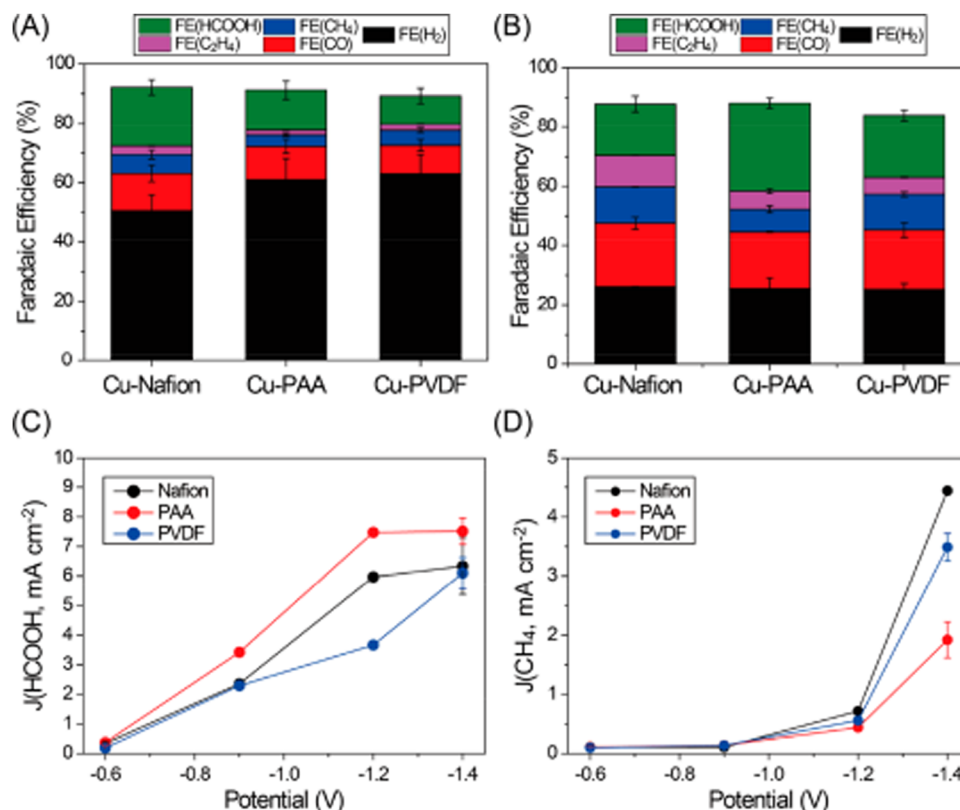 (A)
FE(HCOOH) FE(CH₄) FE(H₂)
FE(C₂H₄) FE(CO)
Faradaic Efficiency (%)
100
80
60
40
20
0
Cu-Nafion Cu-PAA Cu-PVDF
(B)
FE(HCOOH) FE(CH₄) FE(H₂)
FE(C₂H₄) FE(CO)
Faradaic Efficiency (%)
100
80
60
40
20
0
Cu-Nafion Cu-PAA Cu-PVDF
(C)
Nafion
PAA
PVDF
J(HCOOH, mA cm⁻²)
10
9
8
7
6
5
4
3
2
1
0
-0.6 -0.8 -1.0 -1.2 -1.4
Potential (V)
(D)
Nafion
PAA
PVDF
J(CH₄, mA cm⁻²)
5
4
3
2
1
0
-0.6 -0.8 -1.0 -1.2 -1.4
Potential (V)